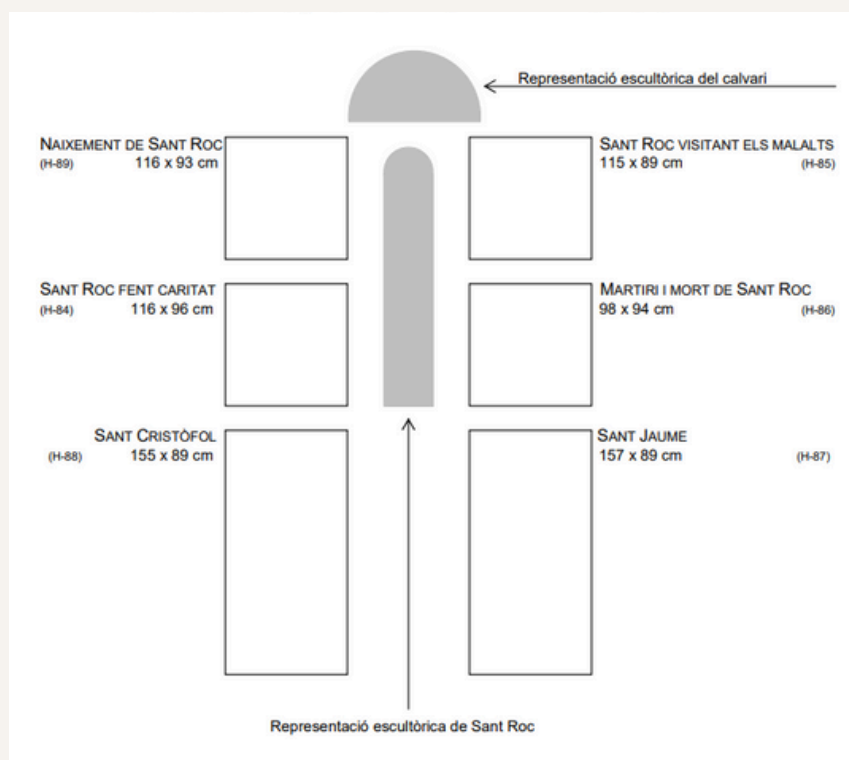 Representació escultòrica del calvari
NAIXEMENT DE SANT ROC
(H-89) 116 x 93 cm
SANT ROC VISITANT ELS MALALTS
115 x 89 cm (H-85)
SANT ROC FENT CARITAT
(H-84) 116 x 96 cm
MARTIRI I MORT DE SANT ROC
98 x 94 cm (H-86)
SANT CRISTÒFOL
(H-88) 155 x 89 cm
SANT JAUME
157 x 89 cm (H-87)
Representació escultòrica de Sant Roc